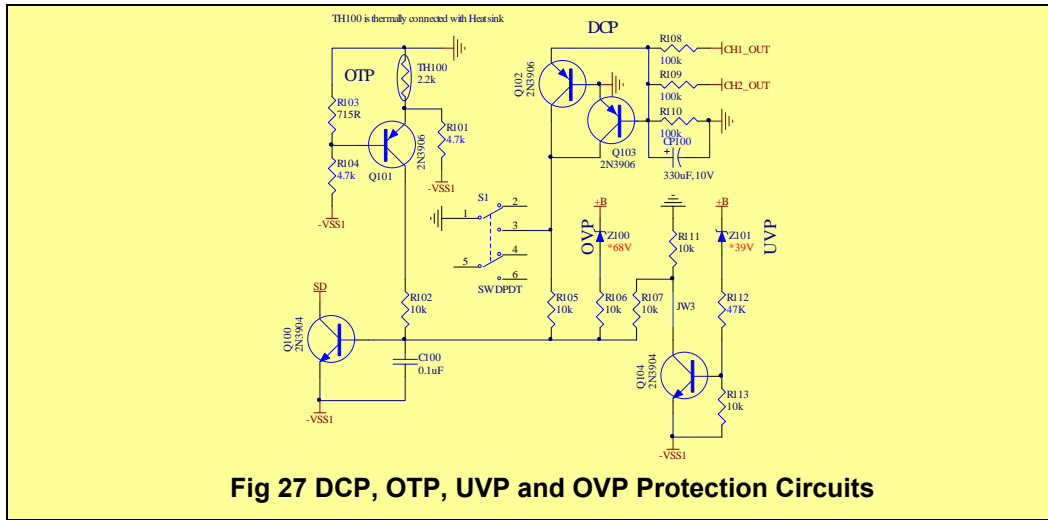 TH100 is thermally connected with Heat sink
DCP
R108
100k
CH1_OUT
R109
100k
CH2_OUT
R110
100k
CP100
+
330uF, 10V
OTP
TH100
2.2k
R103
715R
R104
4.7k
-VSS1
Q101
2N3906
R101
4.7k
-VSS1
Q102
2N3906
Q103
2N3906
S1
1
2
3
4
5
6
SWDPDT
+B
OVP
Z100
*68V
R111
10k
+B
Z101
*39V
UVP
R102
10k
R105
10k
R106
10k
R107
10k
JW3
R112
47K
SD
Q100
2N3904
C100
0.1uF
-VSS1
Q104
2N3904
R113
10k
-VSS1
Fig 27 DCP, OTP, UVP and OVP Protection Circuits